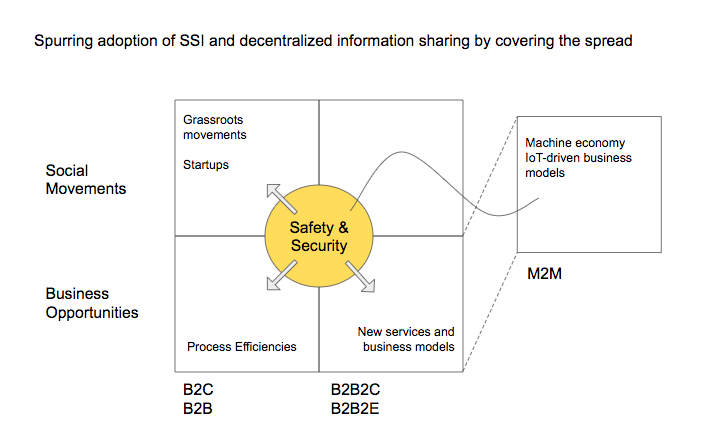 Spurring adoption of SSI and decentralized information sharing by covering the spread
Grassroots
movements
Startups
Social
Movements
Safety &
Security
Machine economy
IoT-driven business
models
M2M
Business
Opportunities
Process Efficiencies
New services and
business models
B2C
B2B
B2B2C
B2B2E